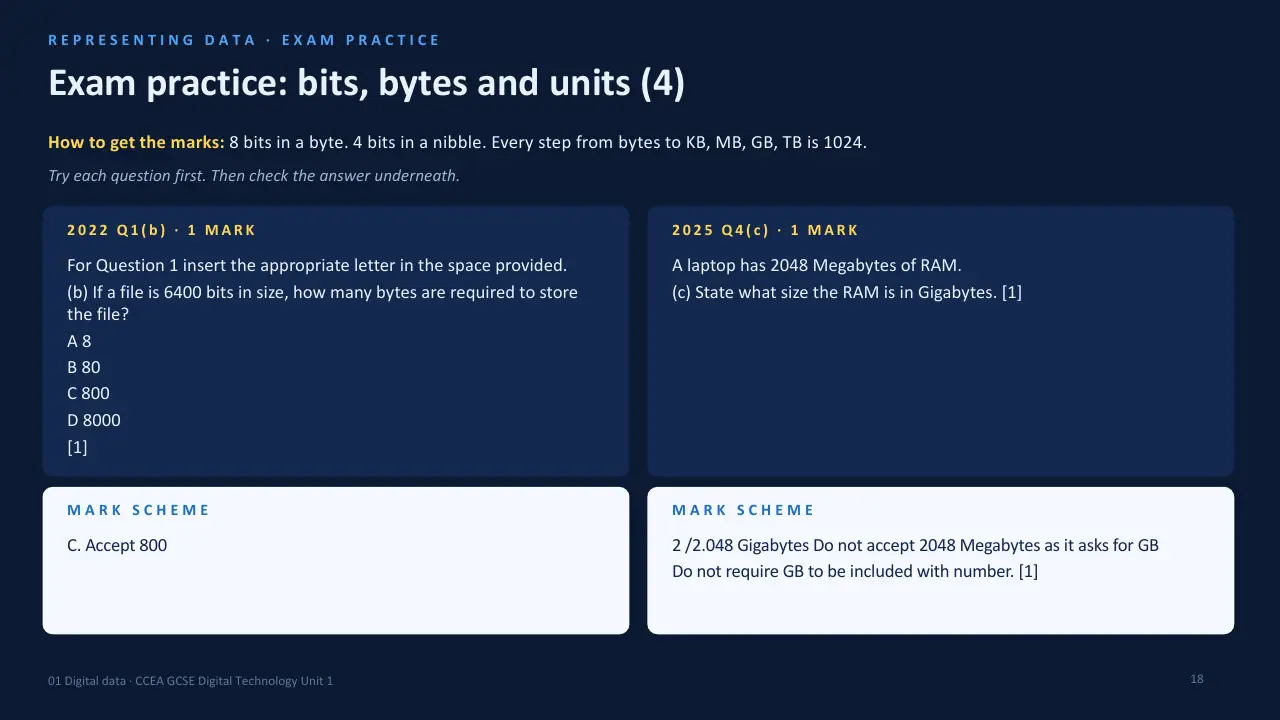 REPRESENTING DATA · EXAM PRACTICE
Exam practice: bits, bytes and units (4)
How to get the marks: 8 bits in a byte. 4 bits in a nibble. Every step from bytes to KB, MB, GB, TB is 1024.
Try each question first. Then check the answer underneath.
2022 Q1(b) · 1 MARK
For Question 1 insert the appropriate letter in the space provided.
(b) If a file is 6400 bits in size, how many bytes are required to store
the file?
A 8
B 80
C 800
D 8000
[1]
2025 Q4(c) · 1 MARK
A laptop has 2048 Megabytes of RAM.
(c) State what size the RAM is in Gigabytes. [1]
MARK SCHEME
C. Accept 800
MARK SCHEME
2 /2.048 Gigabytes Do not accept 2048 Megabytes as it asks for GB
Do not require GB to be included with number. [1]
01 Digital data · CCEA GCSE Digital Technology Unit 1
18